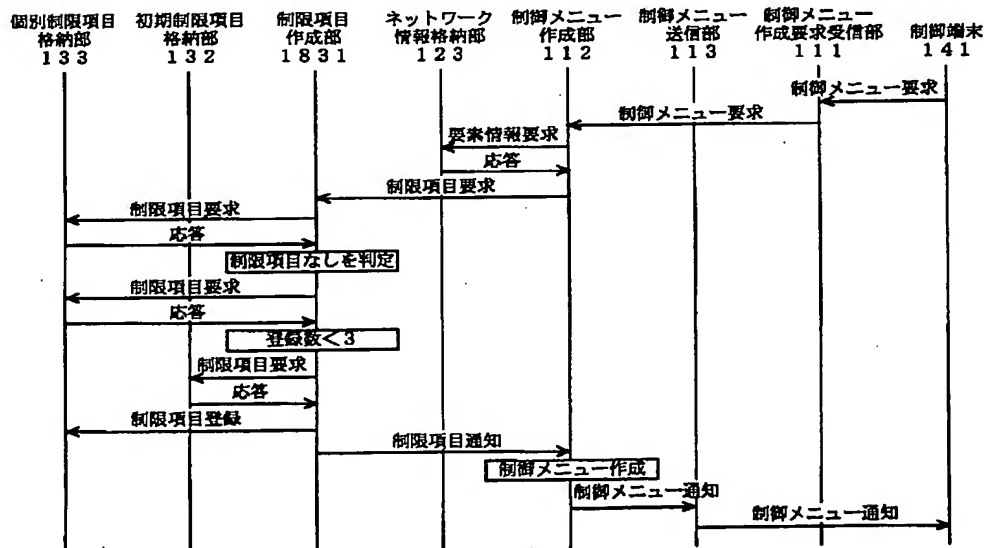 個別制限項目
格納部
133
初期制限項目
格納部
132
制限項目
作成部
1831
ネットワーク
情報格納部
123
制御メニュー
作成部
112
制御メニュー
送信部
113
制御メニュー
作成要求受信部
111
制御端末
141
制御メニュー要求
制御メニュー要求
要素情報要求
応答
制限項目要求
制限項目要求
応答
制限項目なしを判定
制限項目要求
応答
登録数<3
制限項目要求
応答
制限項目登録
制限項目通知
制御メニュー作成
制御メニュー通知
制御メニュー通知